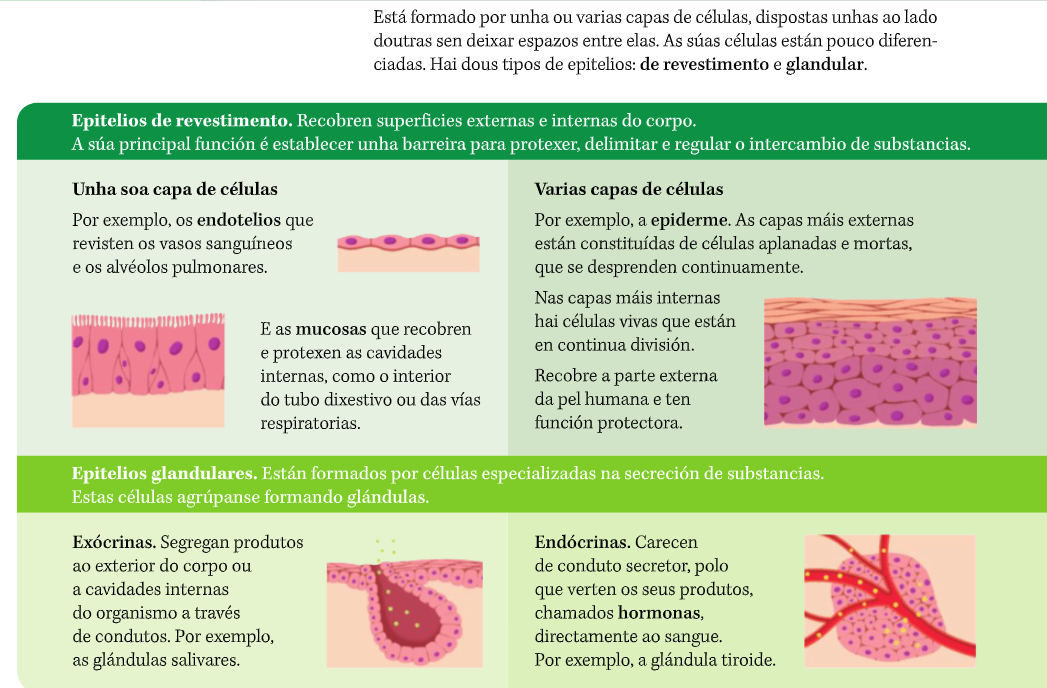 Está formado por unha ou varias capas de células, dispostas unhas ao lado
doutras sen deixar espazos entre elas. As súas células están pouco diferen-
ciadas. Hai dous tipos de epitelios: de revestimento e glandular.
Epitelios de revestimento. Recobren superficies externas e internas do corpo.
A súa principal función é establecer unha barreira para protexer, delimitar e regular o intercambio de substancias.
Unha soa capa de células
Por exemplo, os endotelios que
revisten os vasos sanguíneos
e os alvéolos pulmonares.
E as mucosas que recobren
e protexen as cavidades
internas, como o interior
do tubo dixestivo ou das vías
respiratorias.
Varias capas de células
Por exemplo, a epiderme. As capas máis externas
están constituídas de células aplanadas e mortas,
que se desprenden continuamente.
Nas capas máis internas
hai células vivas que están
en continua división.
Recobre a parte externa
da pel humana e ten
función protectora.
Epitelios glandulares. Están formados por células especializadas na secreción de substancias.
Estas células agrúpanse formando glándulas.
Exócrinas. Segregan produtos
ao exterior do corpo ou
a cavidades internas
do organismo a través
de condutos. Por exemplo,
as glándulas salivares.
Endócrinas. Carecen
de conduto secretor, polo
que verten os seus produtos,
chamados hormonas,
directamente ao sangue.
Por exemplo, a glándula tiroide.